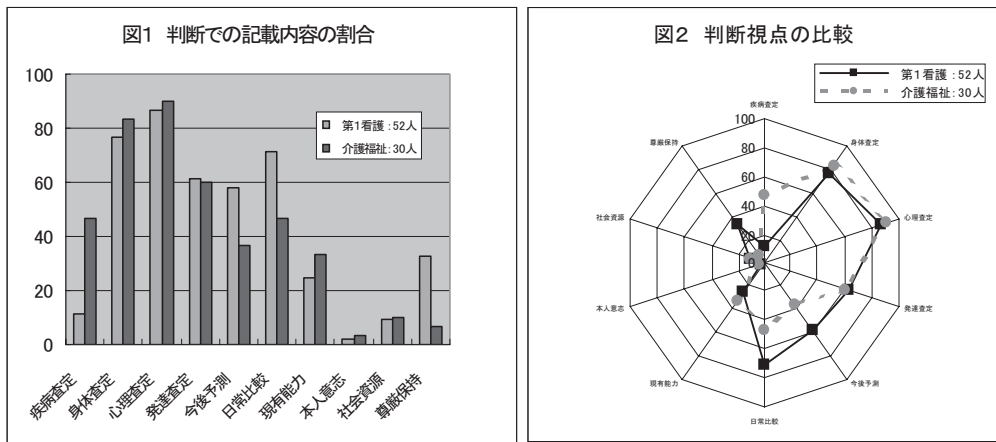 図1 判断での記載内容の割合
100
80
60
40
20
0
第1看護:52人
介護福祉:30人
疾病査定
身体査定
心理査定
発達査定
今後予測
日常比較
現有能力
本人意志
社会資源
尊厳保持
図2 判断視点の比較
第1看護:52人
介護福祉:30人
疾病査定
身体査定
心理査定
発達査定
今後予測
日常比較
現有能力
本人意志
社会資源
尊厳保持
100
80
60
40
20
0